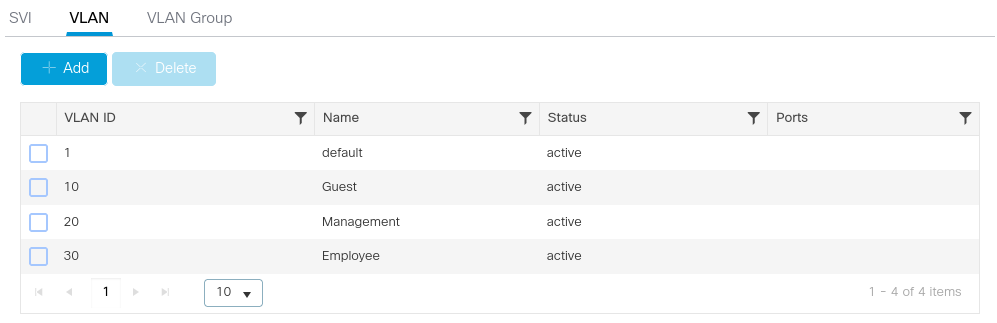 SVI VLAN VLAN Group
Add Delete
VLAN ID Name Status Ports
1 default active
10 Guest active
20 Management active
30 Employee active
1 10 1 - 4 of 4 items